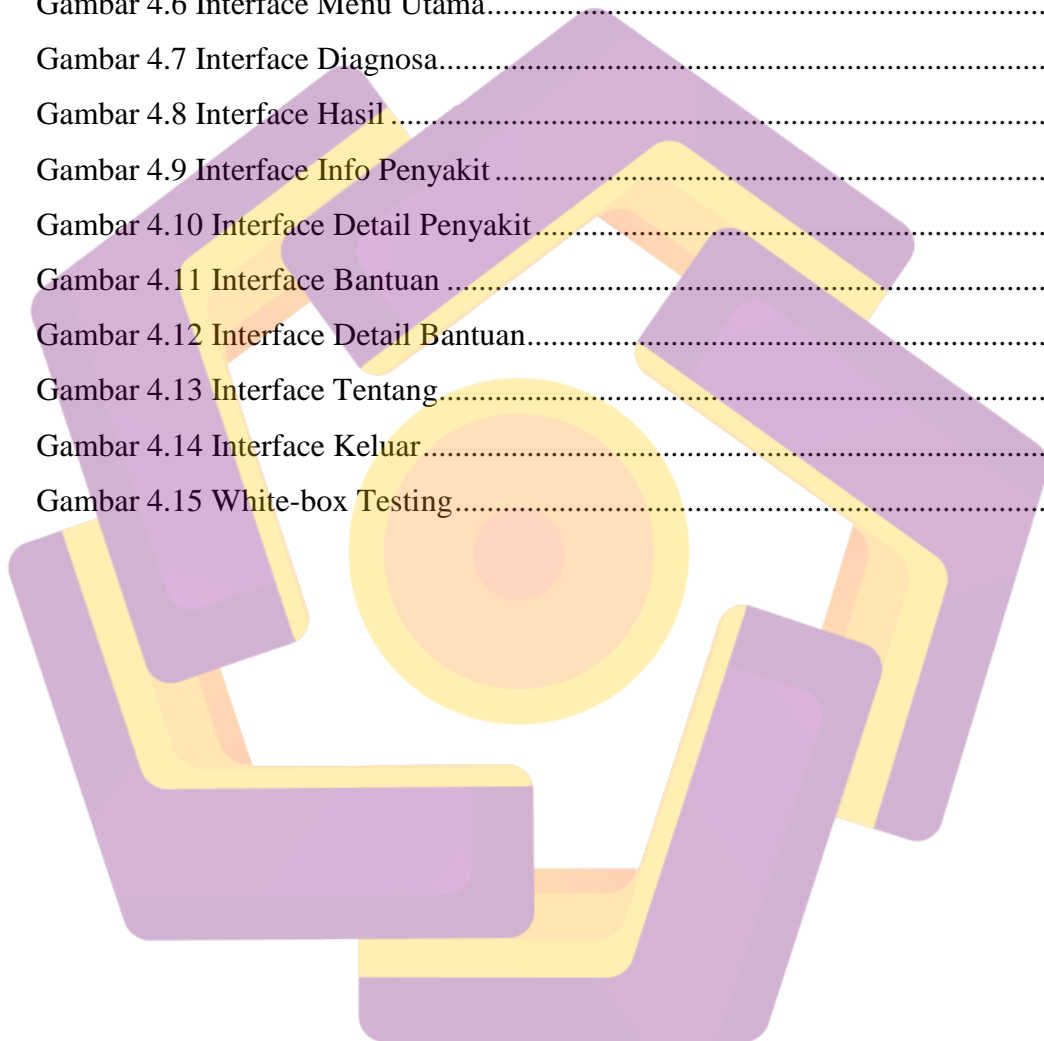 Gambar 4.6 Interface Menu Utama................................................................
Gambar 4.7 Interface Diagnosa......................................................................
Gambar 4.8 Interface Hasil ............................................................................
Gambar 4.9 Interface Info Penyakit ...............................................................
Gambar 4.10 Interface Detail Penyakit..........................................................
Gambar 4.11 Interface Bantuan .....................................................................
Gambar 4.12 Interface Detail Bantuan...........................................................
Gambar 4.13 Interface Tentang......................................................................
Gambar 4.14 Interface Keluar........................................................................
Gambar 4.15 White-box Testing....................................................................